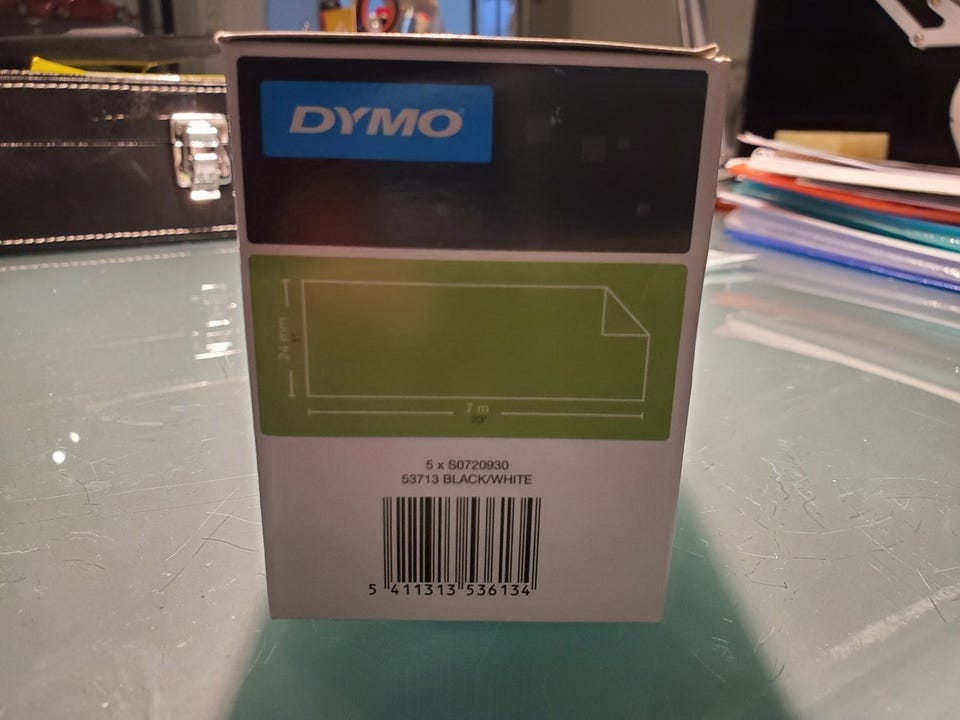 DYMO
24 mm
1"
7 m
23"
5 x S0720930
53713 BLACK/WHITE
5 411313 536134